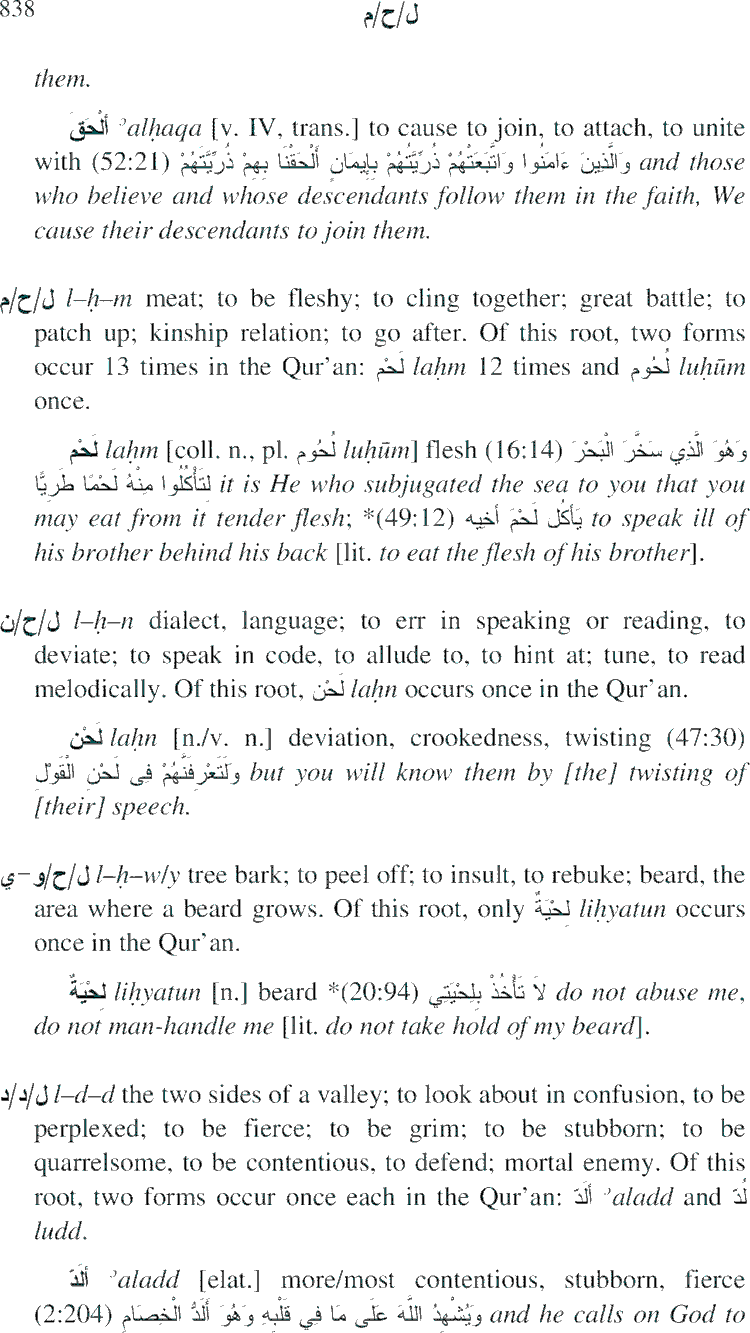 838 ل/ح/م
them.
أَلْحَقَ ʾalḥaqa [v. IV, trans.] to cause to join, to attach, to unite
with (52:21) وَالَّذِينَ ءَامَنُوا وَاتَّبَعَتْهُمْ ذُرِّيَّتُهُمْ بِإِيمَانٍ أَلْحَقْنَا بِهِمْ ذُرِّيَّتَهُمْ and those
who believe and whose descendants follow them in the faith, We
cause their descendants to join them.
ل/ح/م l–ḥ–m meat; to be fleshy; to cling together; great battle; to
patch up; kinship relation; to go after. Of this root, two forms
occur 13 times in the Qur'an: لَحْم laḥm 12 times and لُحُوم luḥūm
once.
لَحْم laḥm [coll. n., pl. لُحُوم luḥūm] flesh (16:14) وَهُوَ الَّذِي سَخَّرَ الْبَحْرَ
لِتَأْكُلُوا مِنْهُ لَحْمًا طَرِيًّا it is He who subjugated the sea to you that you
may eat from it tender flesh; *(49:12) يَأكُل لَحْمَ أخيه to speak ill of
his brother behind his back [lit. to eat the flesh of his brother].
ل/ح/ن l–ḥ–n dialect, language; to err in speaking or reading, to
deviate; to speak in code, to allude to, to hint at; tune, to read
melodically. Of this root, لَحْن laḥn occurs once in the Qur'an.
لَحْن laḥn [n./v. n.] deviation, crookedness, twisting (47:30)
وَلَتَعْرِفَنَّهُمْ فِى لَحْنِ الْقَوْلِ but you will know them by [the] twisting of
[their] speech.
ل/ح/و–ي l–ḥ–w/y tree bark; to peel off; to insult, to rebuke; beard, the
area where a beard grows. Of this root, only لِحْيَةٌ liḥyatun occurs
once in the Qur'an.
لِحْيَةٌ liḥyatun [n.] beard *(20:94) لاَ تَأْخُذْ بِلِحْيَتِي do not abuse me,
do not man-handle me [lit. do not take hold of my beard].
ل/د/د l–d–d the two sides of a valley; to look about in confusion, to be
perplexed; to be fierce; to be grim; to be stubborn; to be
quarrelsome, to be contentious, to defend; mortal enemy. Of this
root, two forms occur once each in the Qur'an: أَلَدّ ʾaladd and لُدّ
ludd.
أَلَدّ ʾaladd [elat.] more/most contentious, stubborn, fierce
(2:204) وَيُشْهِدُ اللَّهَ عَلَى مَا فِي قَلْبِهِ وَهُوَ أَلَدُّ الْخِصَامِ and he calls on God to